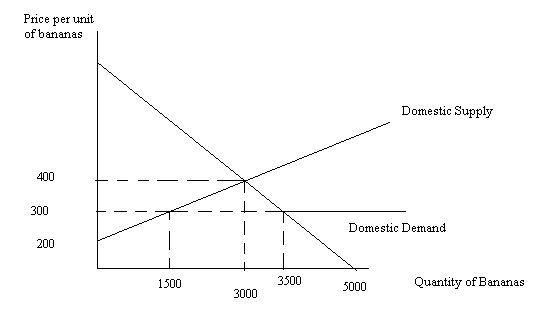 Price per unit
of bananas
Domestic Supply
400
300
Domestic Demand
200
Quantity of Bananas
1500
3000
3500
5000